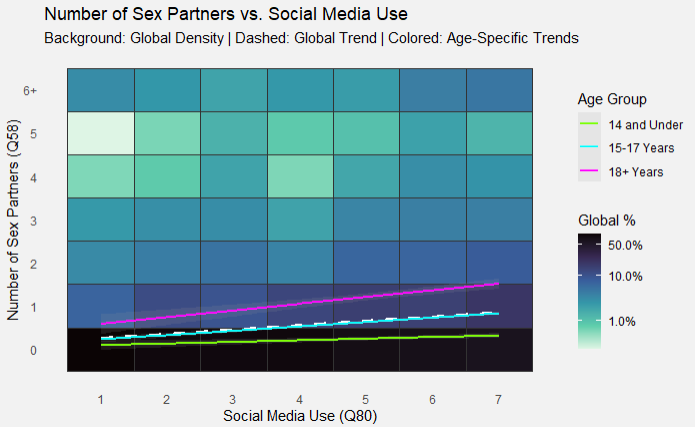 Number of Sex Partners vs. Social Media Use
Background: Global Density | Dashed: Global Trend | Colored: Age-Specific Trends
Number of Sex Partners (Q58)
6+
5
4
3
2
1
0
1 2 3 4 5 6 7
Social Media Use (Q80)
Age Group
14 and Under
15-17 Years
18+ Years
Global %
50.0%
10.0%
1.0%